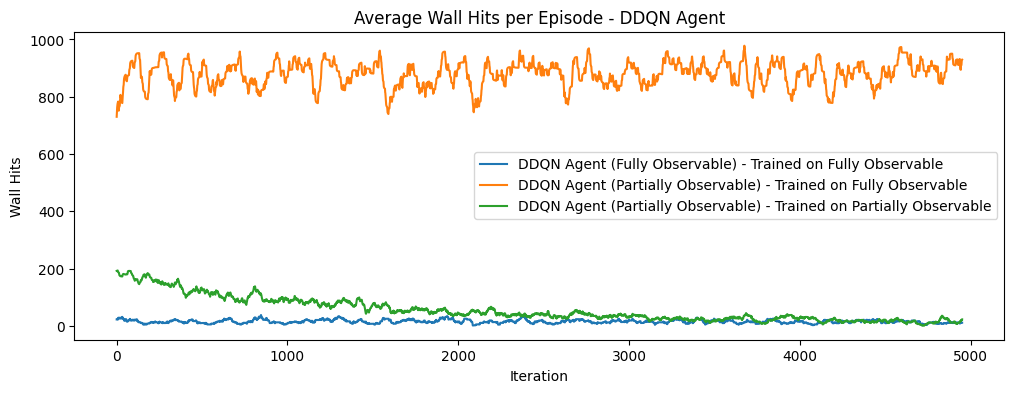 Average Wall Hits per Episode - DDQN Agent
1000
800
600
400
200
0
Wall Hits
DDQN Agent (Fully Observable) - Trained on Fully Observable
DDQN Agent (Partially Observable) - Trained on Fully Observable
DDQN Agent (Partially Observable) - Trained on Partially Observable
0
1000
2000
3000
4000
5000
Iteration